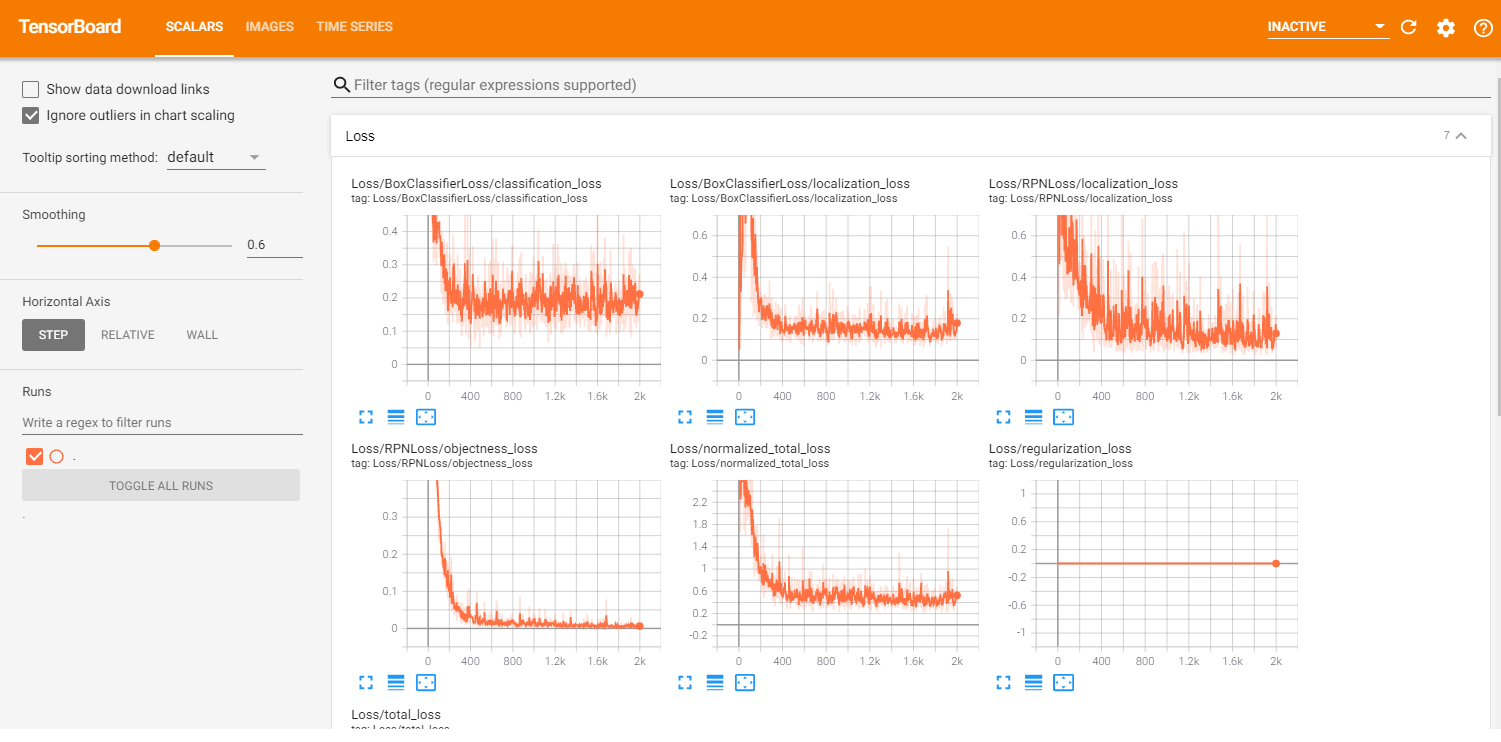 TensorBoard SCALARS IMAGES TIME SERIES INACTIVE
Show data download links
Ignore outliers in chart scaling
Tooltip sorting method: default
Smoothing
0.6
Horizontal Axis
STEP RELATIVE WALL
Runs
Write a regex to filter runs
.
TOGGLE ALL RUNS
.
Filter tags (regular expressions supported)
Loss 7
Loss/BoxClassifierLoss/classification_loss
tag: Loss/BoxClassifierLoss/classification_loss
0.4
0.3
0.2
0.1
0
0 400 800 1.2k 1.6k 2k
Loss/BoxClassifierLoss/localization_loss
tag: Loss/BoxClassifierLoss/localization_loss
0.6
0.4
0.2
0
0 400 800 1.2k 1.6k 2k
Loss/RPNLoss/localization_loss
tag: Loss/RPNLoss/localization_loss
0.6
0.4
0.2
0
0 400 800 1.2k 1.6k 2k
Loss/RPNLoss/objectness_loss
tag: Loss/RPNLoss/objectness_loss
0.3
0.2
0.1
0
0 400 800 1.2k 1.6k 2k
Loss/normalized_total_loss
tag: Loss/normalized_total_loss
2.2
1.8
1.4
1
0.6
0.2
-0.2
0 400 800 1.2k 1.6k 2k
Loss/regularization_loss
tag: Loss/regularization_loss
1
0.6
0.2
-0.2
-0.6
-1
0 400 800 1.2k 1.6k 2k
Loss/total_loss
tag: Loss/total_loss